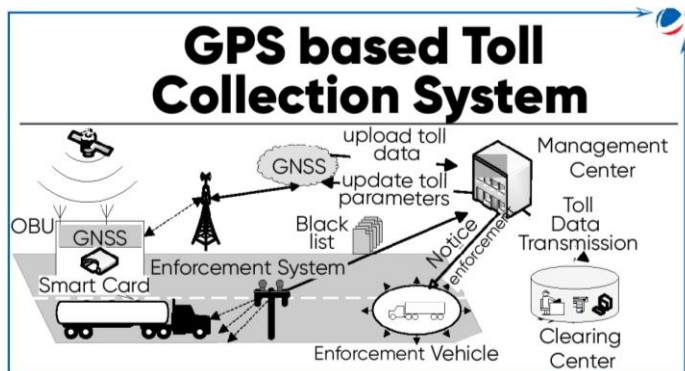 GPS based Toll
Collection System
upload toll
data
GNSS
update toll
parameters
Management
Center
OBU
GNSS
Smart Card
Black
list
Enforcement System
Notice
enforcement
Toll
Data
Transmission
Enforcement Vehicle
Clearing
Center